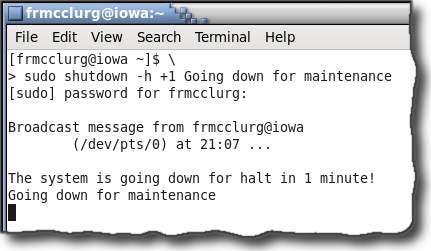 frmcclurg@iowa:~
File Edit View Search Terminal Help
[frmcclurg@iowa ~]$ \
> sudo shutdown -h +1 Going down for maintenance
[sudo] password for frmcclurg:
Broadcast message from frmcclurg@iowa
(/dev/pts/0) at 21:07 ...
The system is going down for halt in 1 minute!
Going down for maintenance